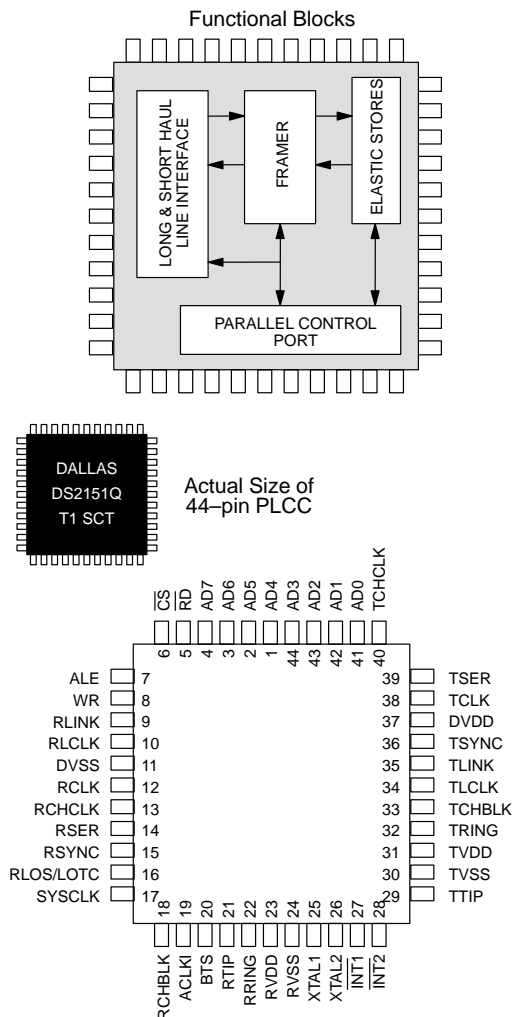 Functional Blocks
LONG & SHORT HAUL
LINE INTERFACE
FRAMER
ELASTIC STORES
PARALLEL CONTROL
PORT
DALLAS
DS2151Q
T1 SCT
Actual Size of
44–pin PLCC
CS RD AD7 AD6 AD5 AD4 AD3 AD2 AD1 AD0 TCHCLK
6 5 4 3 2 1 44 43 42 41 40
ALE 7 39 TSER
WR 8 38 TCLK
RLINK 9 37 DVDD
RLCLK 10 36 TSYNC
DVSS 11 35 TLINK
RCLK 12 34 TLCLK
RCHCLK 13 33 TCHBLK
RSER 14 32 TRING
RSYNC 15 31 TVDD
RLOS/LOTC 16 30 TVSS
SYSCLK 17 29 TTIP
18 19 20 21 22 23 24 25 26 27 28
RCHBLK ACLKI BTS RTIP RRING RVDD RVSS XTAL1 XTAL2 INT1 INT2